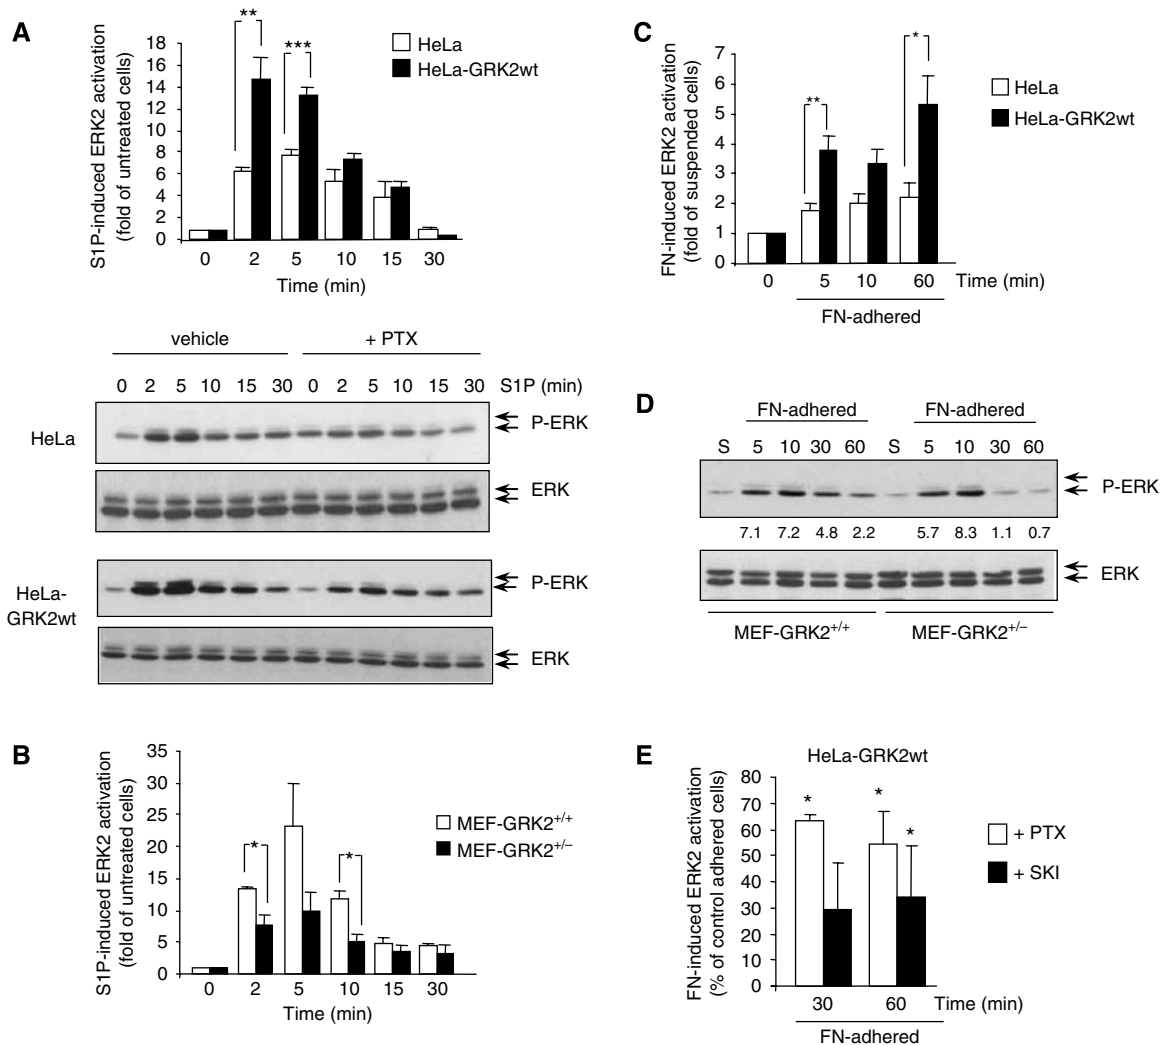 A
S1P-induced ERK2 activation
(fold of untreated cells)
18
16
14
12
10
8
6
4
2
0
**
***
HeLa
HeLa-GRK2wt
0 2 5 10 15 30
Time (min)
vehicle + PTX
0 2 5 10 15 30 0 2 5 10 15 30 S1P (min)
HeLa
P-ERK
ERK
HeLa-
GRK2wt
P-ERK
ERK
B
S1P-induced ERK2 activation
(fold of untreated cells)
35
30
25
20
15
10
5
0
*
*
MEF-GRK2+/+
MEF-GRK2+/–
0 2 5 10 15 30
Time (min)
C
FN-induced ERK2 activation
(fold of suspended cells)
7
6
5
4
3
2
1
0
**
*
HeLa
HeLa-GRK2wt
0 5 10 60 Time (min)
FN-adhered
D
FN-adhered FN-adhered
S 5 10 30 60 S 5 10 30 60
P-ERK
7.1 7.2 4.8 2.2 5.7 8.3 1.1 0.7
ERK
MEF-GRK2+/+ MEF-GRK2+/–
E
HeLa-GRK2wt
FN-induced ERK2 activation
(% of control adhered cells)
80
70
60
50
40
30
20
10
0
*
*
*
+ PTX
+ SKI
30 60 Time (min)
FN-adhered